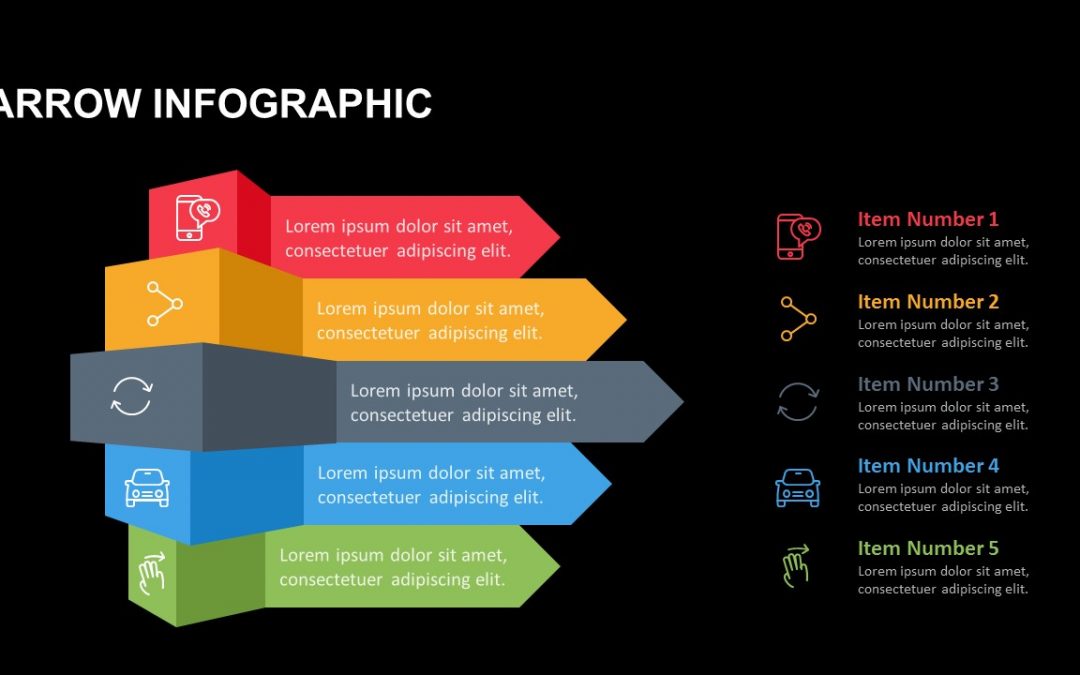 ARROW INFOGRAPHIC
Lorem ipsum dolor sit amet,
consectetuer adipiscing elit.
Lorem ipsum dolor sit amet,
consectetuer adipiscing elit.
Lorem ipsum dolor sit amet,
consectetuer adipiscing elit.
Lorem ipsum dolor sit amet,
consectetuer adipiscing elit.
Lorem ipsum dolor sit amet,
consectetuer adipiscing elit.
Item Number 1
Lorem ipsum dolor sit amet,
consectetuer adipiscing elit.
Item Number 2
Lorem ipsum dolor sit amet,
consectetuer adipiscing elit.
Item Number 3
Lorem ipsum dolor sit amet,
consectetuer adipiscing elit.
Item Number 4
Lorem ipsum dolor sit amet,
consectetuer adipiscing elit.
Item Number 5
Lorem ipsum dolor sit amet,
consectetuer adipiscing elit.